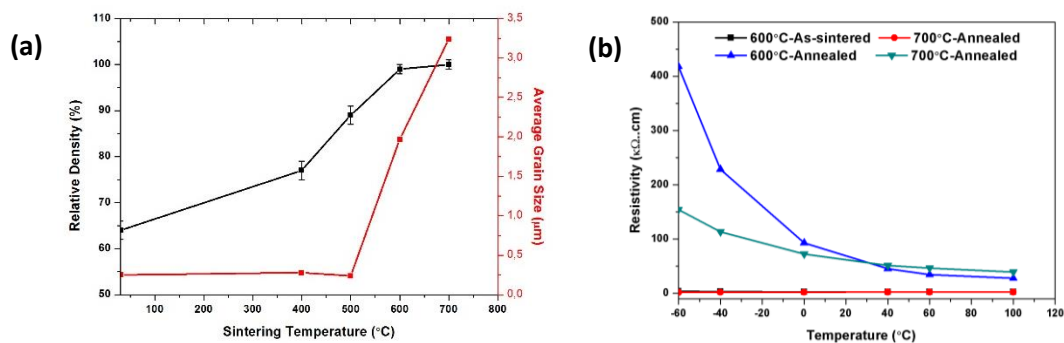 (a)
Relative Density (%)
130
120
110
100
90
80
70
60
50
100 200 300 400 500 600 700 800
Sintering Temperature (°C)
3,5
3,0
2,5
2,0
1,5
1,0
0,5
0,0
Average Grain Size (μm)
(b)
600°C-As-sintered 700°C-Annealed
600°C-Annealed 700°C-Annealed
Resistivity (κΩ..cm)
500
400
300
200
100
0
-60 -40 -20 0 20 40 60 80 100 120
Temperature (°C)